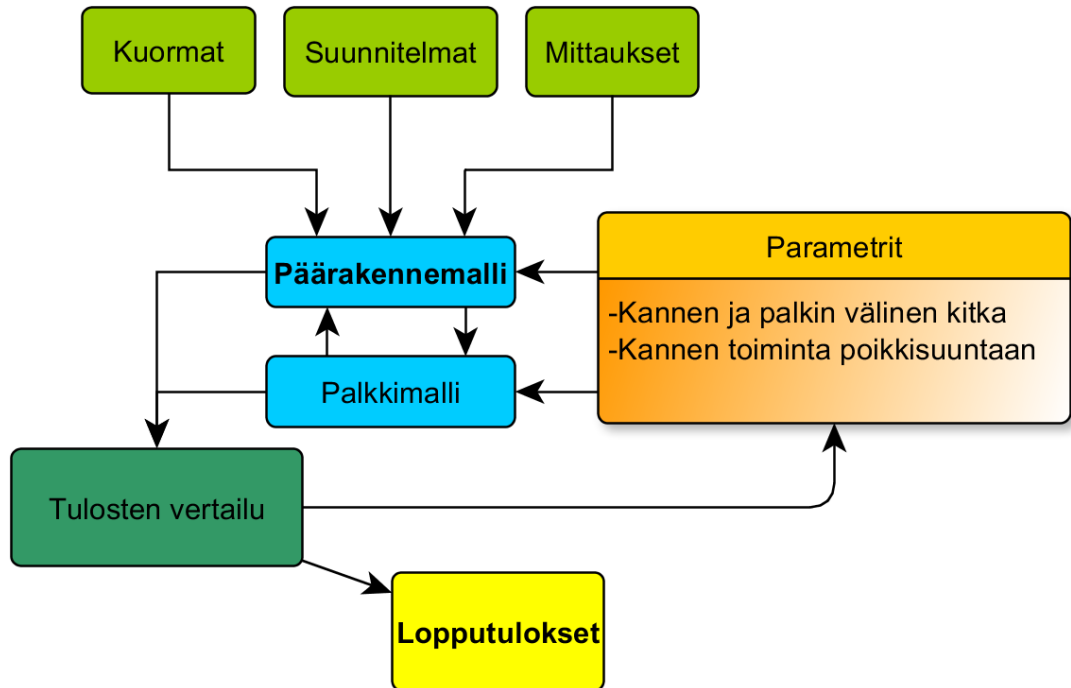 Kuormat
Suunnitelmat
Mittaukset
Päärakennemalli
Parametrit
-Kannen ja palkin välinen kitka
-Kannen toiminta poikkisuuntaan
Palkkimalli
Tulosten vertailu
Lopputulokset